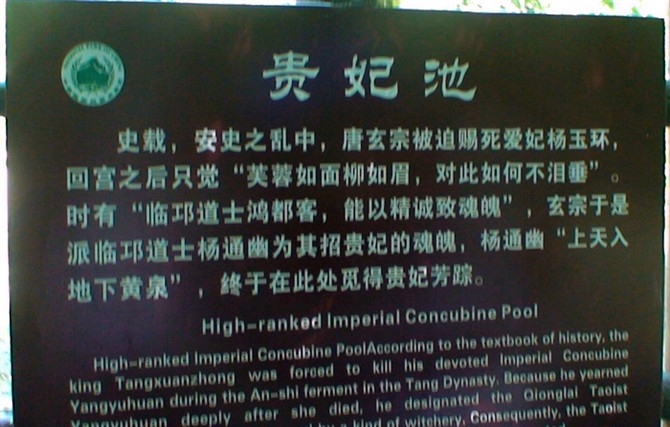 贵妃池
史载，安史之乱中，唐玄宗被迫赐死爱妃杨玉环，
回宫之后只觉“芙蓉如面柳如眉，对此如何不泪垂”。
时有“临邛道士鸿都客，能以精诚致魂魄”，玄宗于是
派临邛道士杨通幽为其招贵妃的魂魄，杨通幽“上天入
地下黄泉”，终于在此处觅得贵妃芳踪。
High-ranked Imperial Concubine Pool
High-ranked Imperial Concubine PoolAccording to the textbook of history, the
king Tangxuanzhong was forced to kill his devoted Imperial Concubine
Yangyuhuan during the An-shi ferment in the Tang Dynasty. Because he yearned
Yangyuhuan deeply after she died, he designated the Qionglai Taoist
by a kind of witchery. Consequently, the Taoist